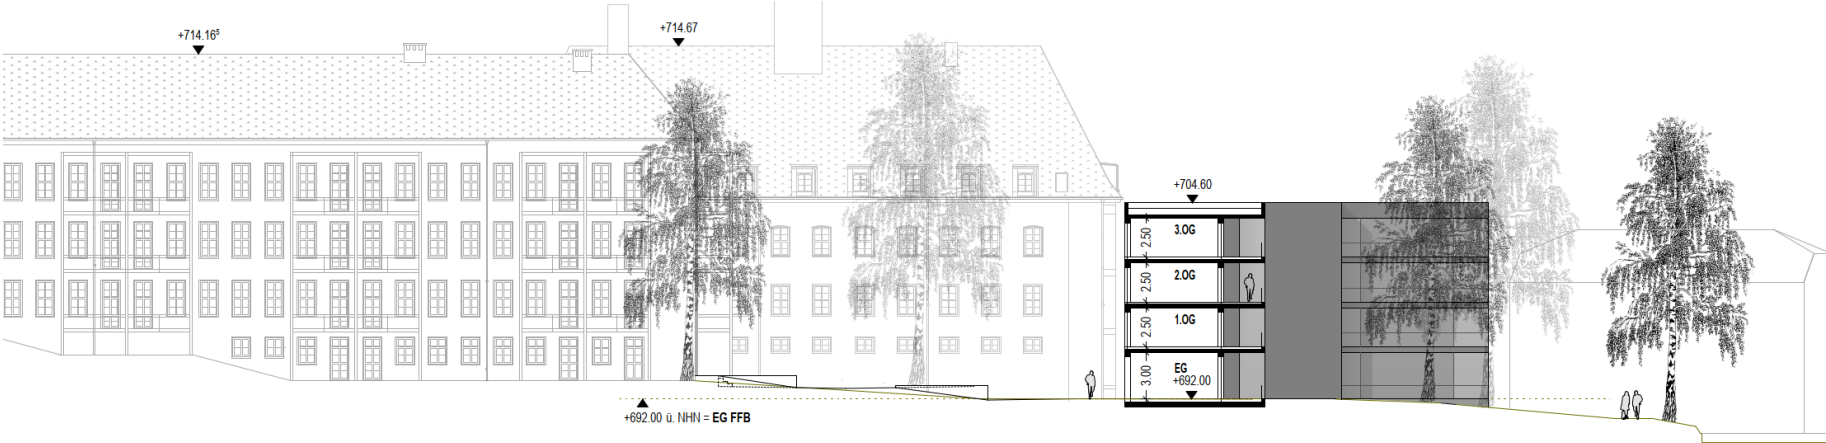 +714.16⁵
+714.67
+704.60
2.50
3.OG
2.50
2.OG
2.50
1.OG
3.00
EG
+692.00
+692.00 ü. NHN = EG FFB